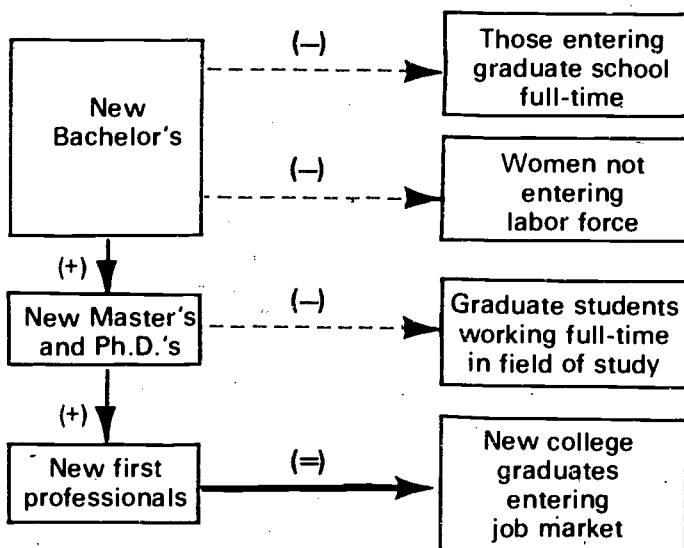 New
Bachelor's
(—)
Those entering
graduate school
full-time
(—)
Women not
entering
labor force
(+)
New Master's
and Ph.D.'s
(—)
Graduate students
working full-time
in field of study
(+)
New first
professionals
(=)
New college
graduates
entering
job market